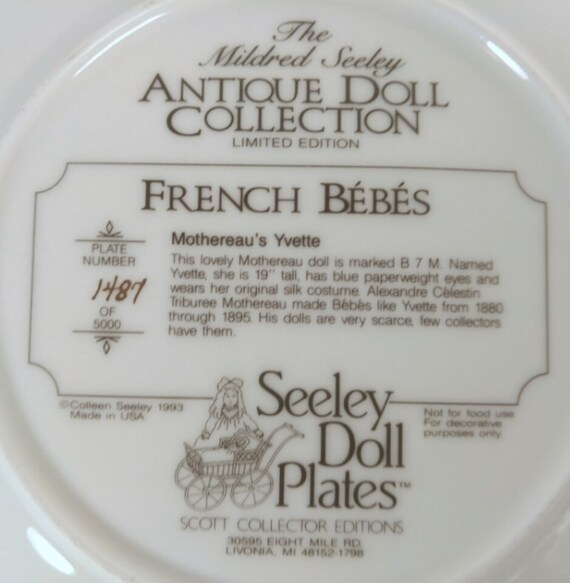 The
Mildred Seeley
ANTIQUE DOLL
COLLECTION
LIMITED EDITION
FRENCH BÉBÉS
PLATE
NUMBER
1487
OF
5000
Mothereau's Yvette
This lovely Mothereau doll is marked B 7 M. Named
Yvette, she is 19" tall, has blue paperweight eyes and
wears her original silk costume. Alexandre Célestin
Triburee Mothereau made Bébés like Yvette from 1880
through 1895. His dolls are very scarce, few collectors
have them.
©Colleen Seeley 1993
Made in USA
Seeley
Doll
Plates™
Not for food use.
For decorative
purposes only.
SCOTT COLLECTOR EDITIONS
30595 EIGHT MILE RD.
LIVONIA, MI 48152-1798